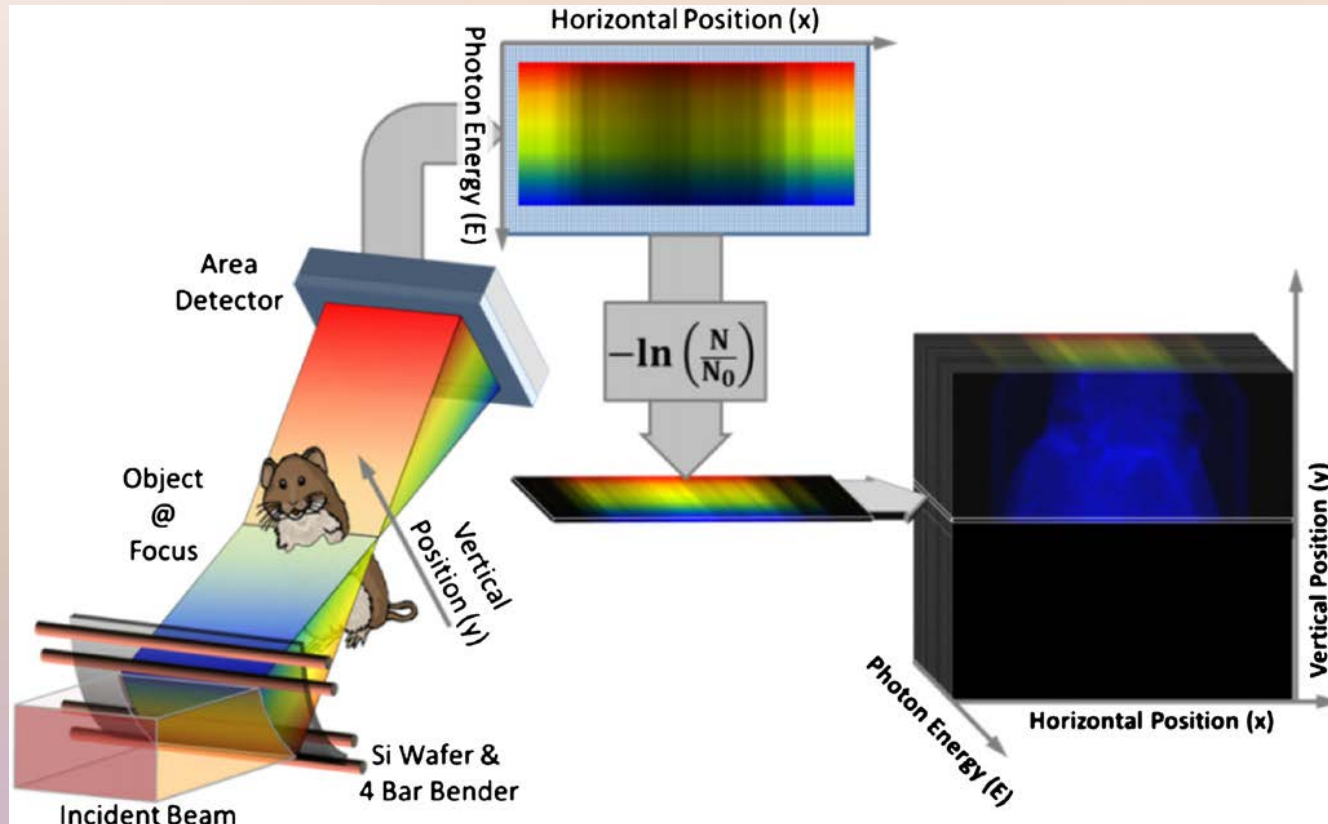 Horizontal Position (x)
Photon Energy (E)
Area
Detector
−ln (N/N₀)
Object
@
Focus
Vertical
Position (y)
Vertical Position (y)
Photon Energy (E)
Horizontal Position (x)
Si Wafer &
4 Bar Bender
Incident Beam